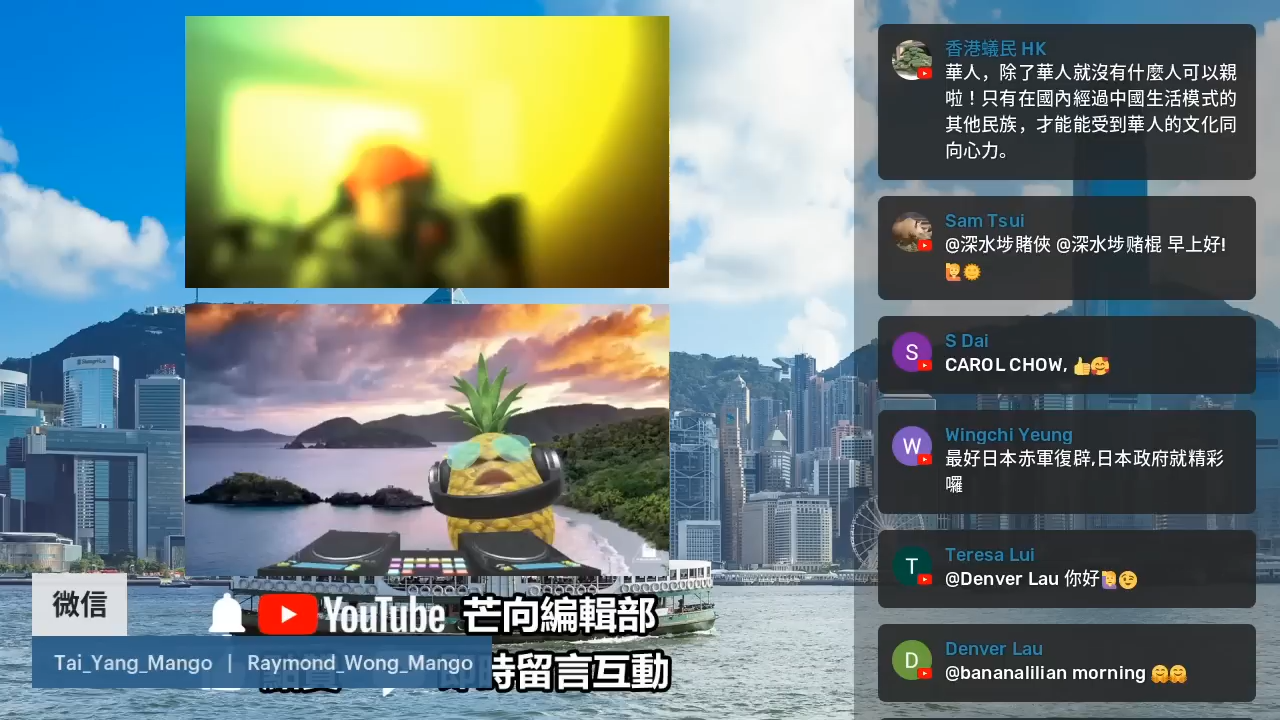 香港蟻民 HK
華人，除了華人就沒有什麼人可以親
啦！只有在國內經過中國生活模式的
其他民族，才能能受到華人的文化同
向心力。
Sam Tsui
@深水埗賭俠 @深水埗赌棍 早上好!
🙋🌞
S
S Dai
CAROL CHOW, 👍🥰
W
Wingchi Yeung
最好日本赤軍復辟,日本政府就精彩
囉
T
Teresa Lui
@Denver Lau 你好🙋😉
D
Denver Lau
@bananalilian morning 🤗🤗
微信
YouTube 芒向編輯部
Tai_Yang_Mango | Raymond_Wong_Mango
時留言互動